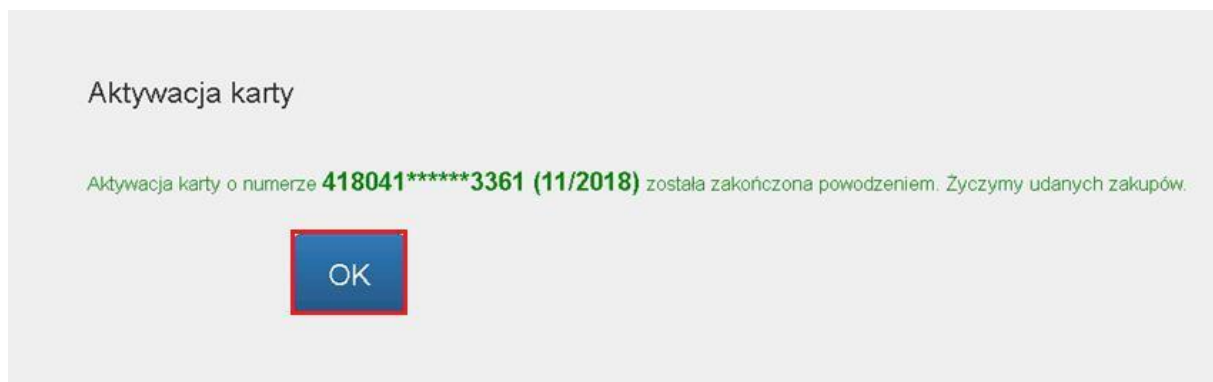 Aktywacja karty
Aktywacja karty o numerze 418041******3361 (11/2018) została zakończona powodzeniem. Życzymy udanych zakupów.
OK